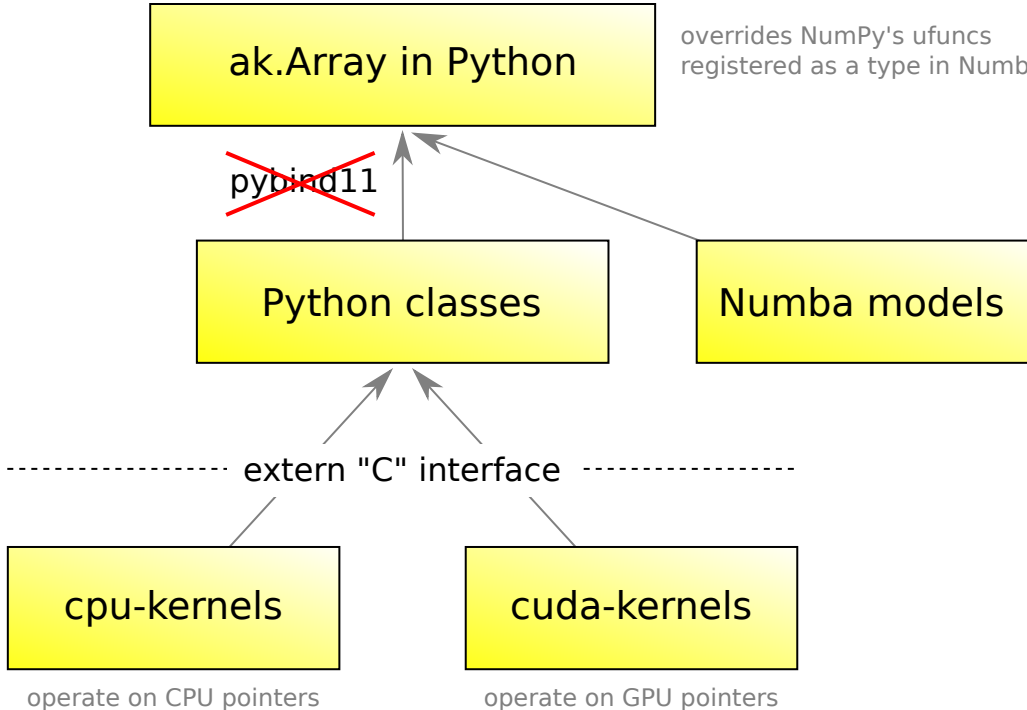 ak.Array in Python
overrides NumPy's ufuncs
registered as a type in Numb
pybind11
Python classes
Numba models
extern "C" interface
cpu-kernels
cuda-kernels
operate on CPU pointers
operate on GPU pointers